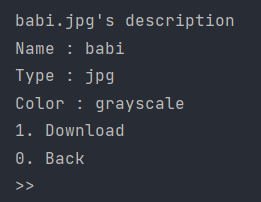 babi.jpg's description
Name : babi
Type : jpg
Color : grayscale
1. Download
0. Back
>>